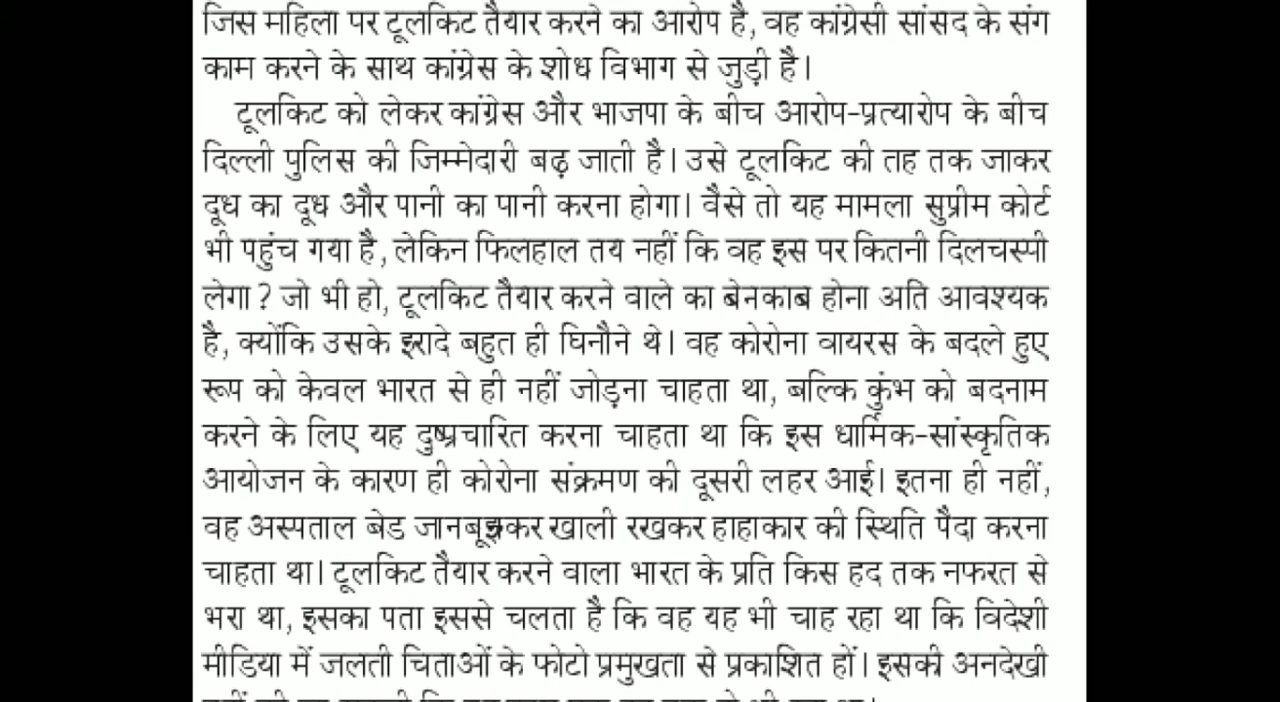 जिस महिला पर टूलकिट तैयार करने का आरोप है, वह कांग्रेसी सांसद के संग
काम करने के साथ कांग्रेस के शोध विभाग से जुड़ी है।
टूलकिट को लेकर कांग्रेस और भाजपा के बीच आरोप-प्रत्यारोप के बीच
दिल्ली पुलिस की जिम्मेदारी बढ़ जाती है। उसे टूलकिट की तह तक जाकर
दूध का दूध और पानी का पानी करना होगा। वैसे तो यह मामला सुप्रीम कोर्ट
भी पहुंच गया है, लेकिन फिलहाल तय नहीं कि वह इस पर कितनी दिलचस्पी
लेगा? जो भी हो, टूलकिट तैयार करने वाले का बेनकाब होना अति आवश्यक
है, क्योंकि उसके इरादे बहुत ही घिनौने थे। वह कोरोना वायरस के बदले हुए
रूप को केवल भारत से ही नहीं जोड़ना चाहता था, बल्कि कुंभ को बदनाम
करने के लिए यह दुष्प्रचारित करना चाहता था कि इस धार्मिक-सांस्कृतिक
आयोजन के कारण ही कोरोना संक्रमण की दूसरी लहर आई। इतना ही नहीं,
वह अस्पताल बेड जानबूझकर खाली रखकर हाहाकार की स्थिति पैदा करना
चाहता था। टूलकिट तैयार करने वाला भारत के प्रति किस हद तक नफरत से
भरा था, इसका पता इससे चलता है कि वह यह भी चाह रहा था कि विदेशी
मीडिया में जलती चिताओं के फोटो प्रमुखता से प्रकाशित हों। इसकी अनदेखी